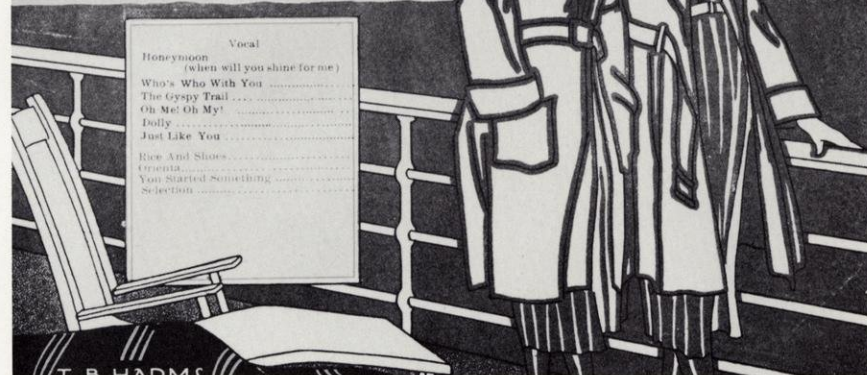 Vocal
Honeymoon
(when will you shine for me)
Who's Who With You ....................
The Gyspy Trail ....
Oh Me! Oh My! ....................
Dolly ....................
Just Like You ....................
Rice And Shoes....................
Orienta....................
You Started Something ....................
Selection ....................
T. B. HARMS